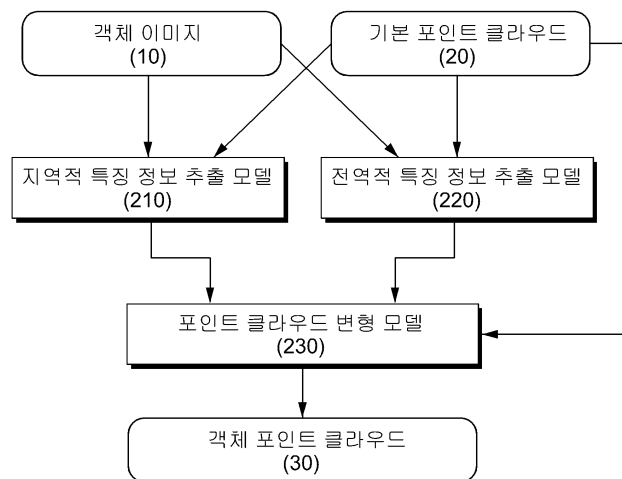 객체 이미지
(10)
기본 포인트 클라우드
(20)
지역적 특징 정보 추출 모델
(210)
전역적 특징 정보 추출 모델
(220)
포인트 클라우드 변형 모델
(230)
객체 포인트 클라우드
(30)